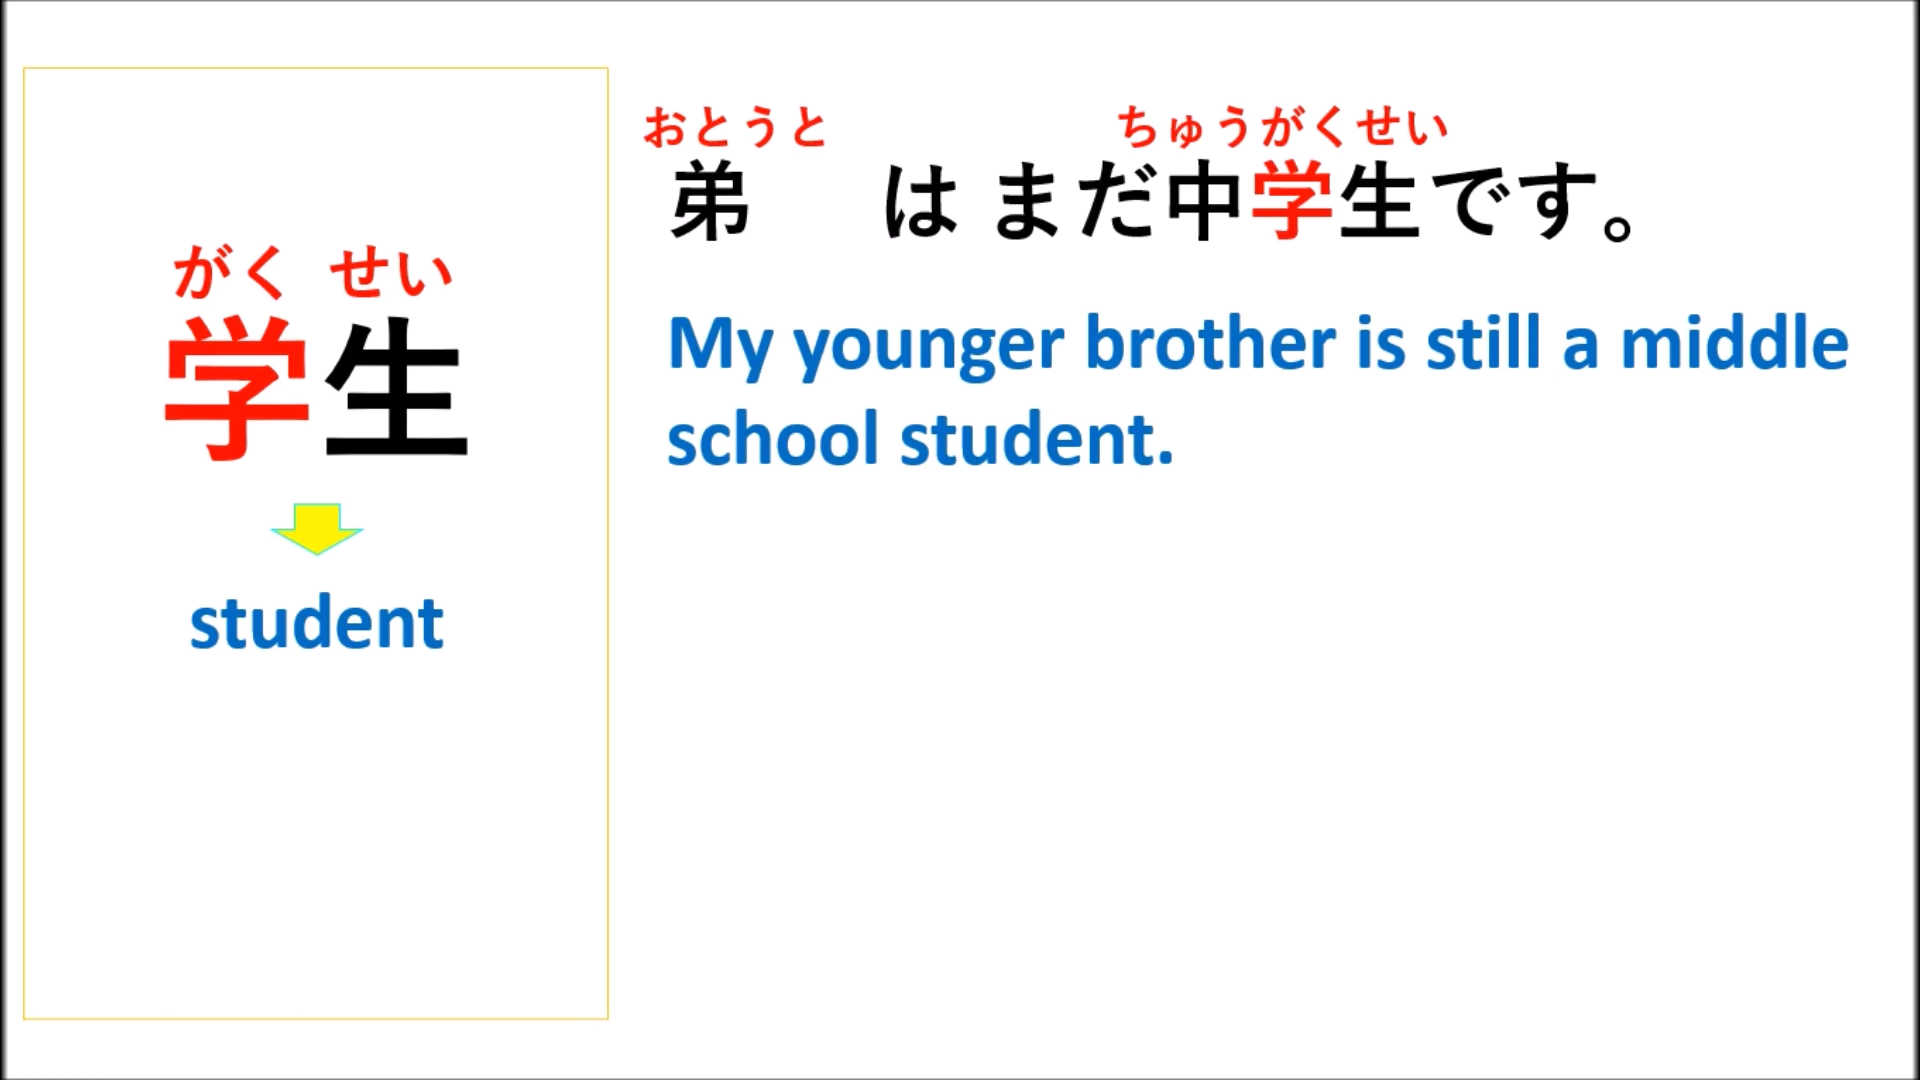 がく せい
学生
student
おとうと ちゅうがくせい
弟 は まだ中学生です。
My younger brother is still a middle
school student.